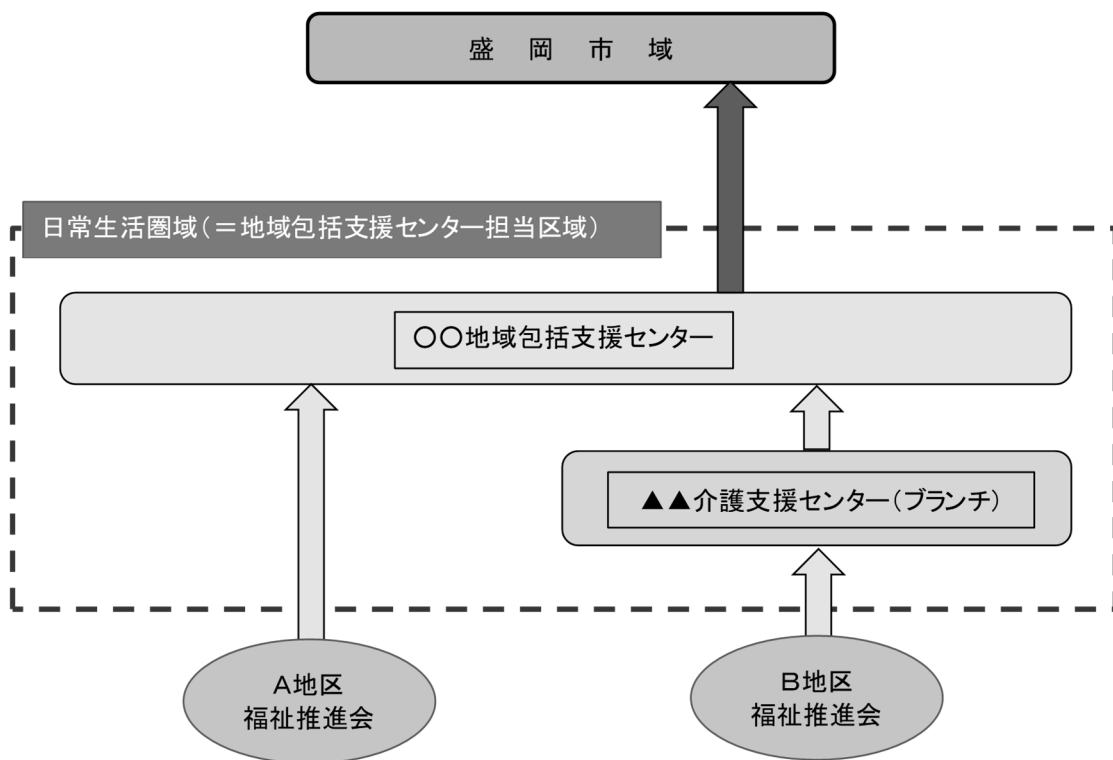 盛　岡　市　域
日常生活圏域(＝地域包括支援センター担当区域)
○○地域包括支援センター
▲▲介護支援センター(ブランチ)
A地区
福祉推進会
B地区
福祉推進会